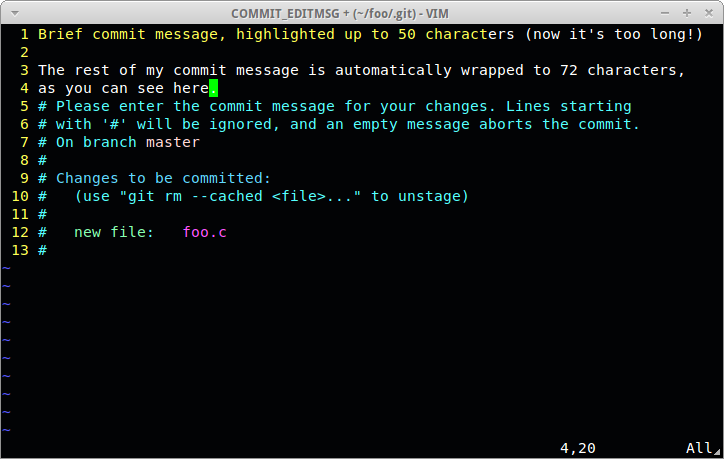 COMMIT_EDITMSG + (~/foo/.git) - VIM
1 Brief commit message, highlighted up to 50 characters (now it's too long!)
2
3 The rest of my commit message is automatically wrapped to 72 characters,
4 as you can see here.
5 # Please enter the commit message for your changes. Lines starting
6 # with '#' will be ignored, and an empty message aborts the commit.
7 # On branch master
8 #
9 # Changes to be committed:
10 #   (use "git rm --cached <file>..." to unstage)
11 #
12 #   new file:   foo.c
13 #
~
~
~
~
~
~
~
~
~
~
4,20 All